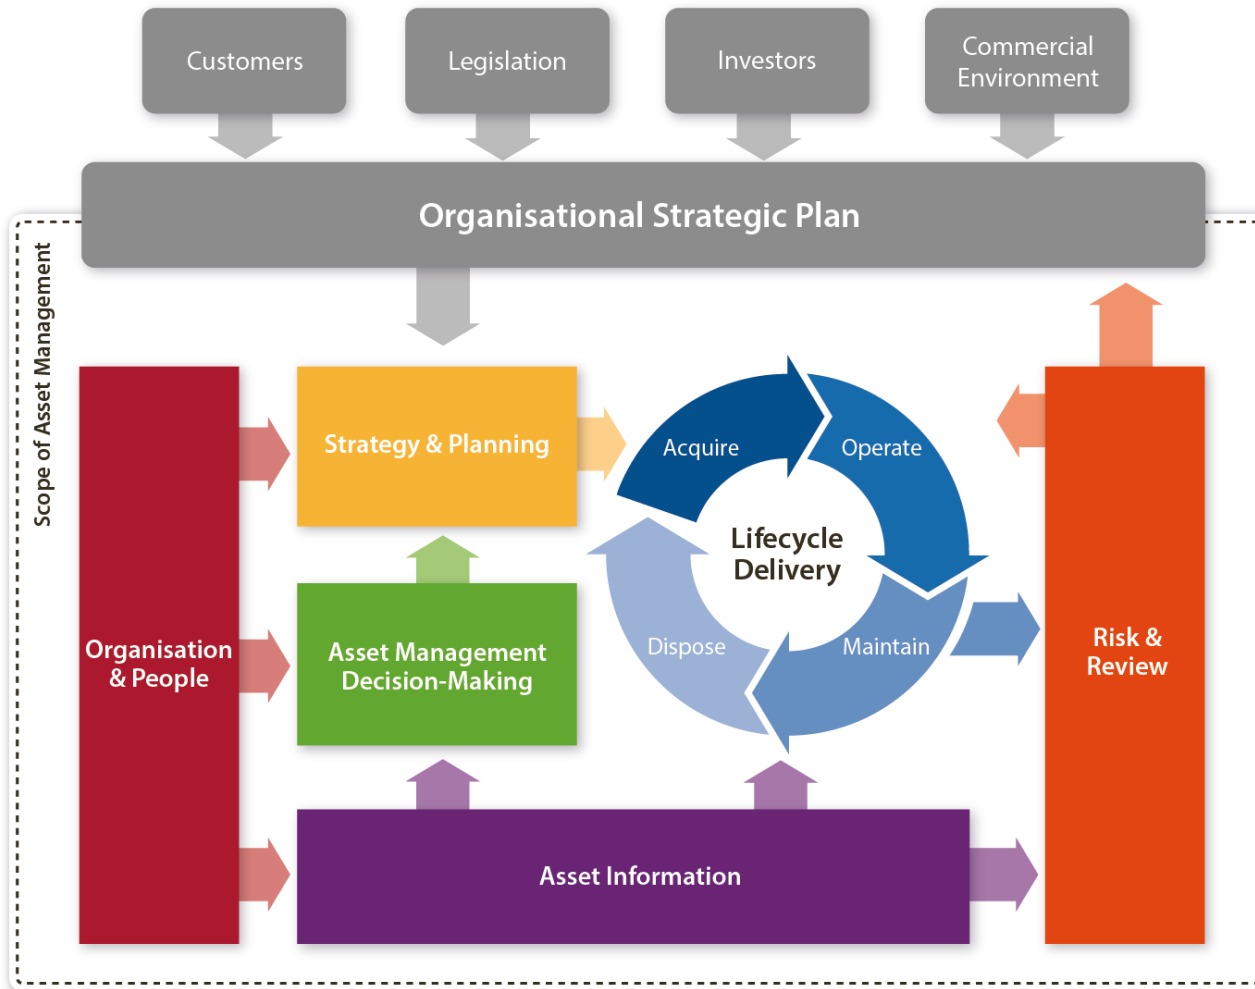 Customers
Legislation
Investors
Commercial
Environment
Organisational Strategic Plan
Scope of Asset Management
Strategy & Planning
Acquire
Operate
Lifecycle
Delivery
Organisation
& People
Asset Management
Decision-Making
Dispose
Maintain
Risk &
Review
Asset Information